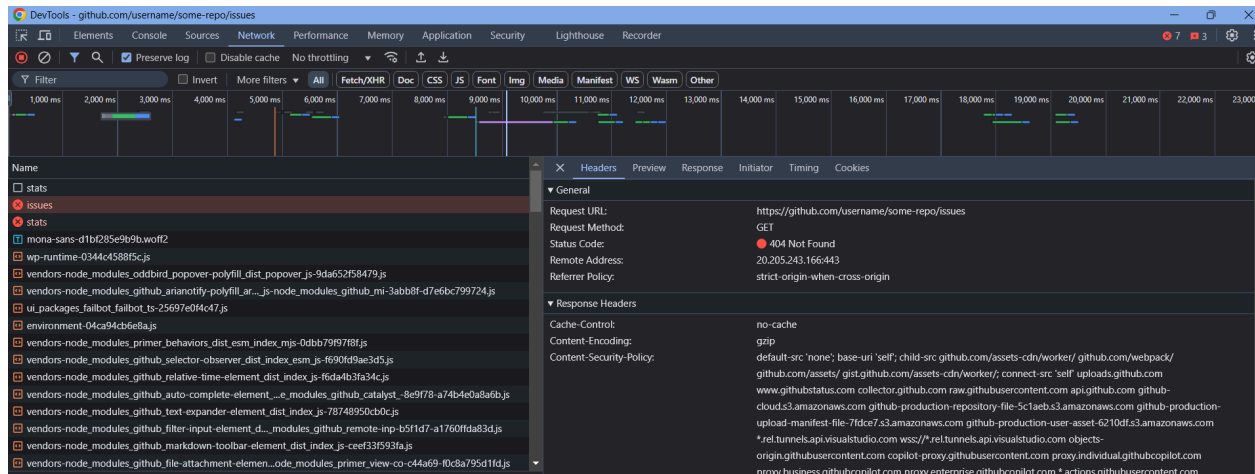 DevTools - github.com/username/some-repo/issues
Elements Console Sources Network Performance Memory Application Security Lighthouse Recorder 7 3
Preserve log Disable cache No throttling
Filter Invert More filters All Fetch/XHR Doc CSS JS Font Img Media Manifest WS Wasm Other
1,000 ms 2,000 ms 3,000 ms 4,000 ms 5,000 ms 6,000 ms 7,000 ms 8,000 ms 9,000 ms 10,000 ms 11,000 ms 12,000 ms 13,000 ms 14,000 ms 15,000 ms 16,000 ms 17,000 ms 18,000 ms 19,000 ms 20,000 ms 21,000 ms 22,000 ms 23,000
Name
stats
issues
stats
mona-sans-d1bf285e9b9b.woff2
wp-runtime-0344c4588f5c.js
vendors-node_modules_oddbird_popover-polyfill_dist_popover_js-9da652f58479.js
vendors-node_modules_github_arianotify-polyfill_ar..._js-node_modules_github_mi-3abb8f-d7e6bc799724.js
ui_packages_failbot_failbot_ts-25697e0f4c47.js
environment-04ca94cb6e8a.js
vendors-node_modules_primer_behaviors_dist_esm_index_mjs-0dbb79f97f8f.js
vendors-node_modules_github_selector-observer_dist_index_esm_js-f690fd9ae3d5.js
vendors-node_modules_github_relative-time-element_dist_index_js-f6da4b3fa34c.js
vendors-node_modules_github_auto-complete-element_...e_modules_github_catalyst_-8e9f78-a74b4e0a8a6b.js
vendors-node_modules_github_text-expander-element_dist_index_js-78748950cb0c.js
vendors-node_modules_github_filter-input-element_d..._modules_github_remote-inp-b5f1d7-a1760ffda83d.js
vendors-node_modules_github_markdown-toolbar-element_dist_index_js-ceef33f593fa.js
vendors-node_modules_github_file-attachment-elemen...ode_modules_primer_view-co-c44a69-f0c8a795d1fd.js
Headers Preview Response Initiator Timing Cookies
General
Request URL: https://github.com/username/some-repo/issues
Request Method: GET
Status Code: 404 Not Found
Remote Address: 20.205.243.166:443
Referrer Policy: strict-origin-when-cross-origin
Response Headers
Cache-Control: no-cache
Content-Encoding: gzip
Content-Security-Policy: default-src 'none'; base-uri 'self'; child-src github.com/assets-cdn/worker/ github.com/webpack/
github.com/assets/ gist.github.com/assets-cdn/worker/; connect-src 'self' uploads.github.com
www.githubstatus.com collector.github.com raw.githubusercontent.com api.github.com github-
cloud.s3.amazonaws.com github-production-repository-file-5c1aeb.s3.amazonaws.com github-production-
upload-manifest-file-7fdce7.s3.amazonaws.com github-production-user-asset-6210df.s3.amazonaws.com
*.rel.tunnels.api.visualstudio.com wss://*.rel.tunnels.api.visualstudio.com objects-
origin.githubusercontent.com copilot-proxy.githubusercontent.com proxy.individual.githubcopilot.com
proxy.business.githubcopilot.com proxy.enterprise.githubcopilot.com *.actions.githubusercontent.com